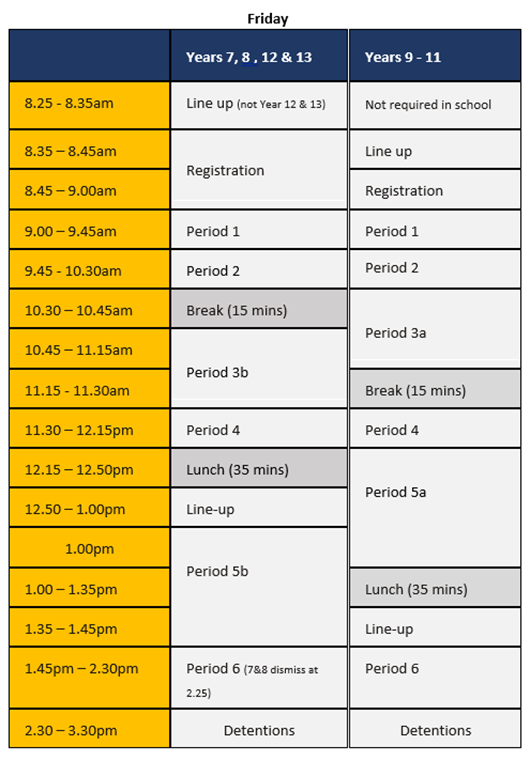 Friday
Years 7, 8 , 12 & 13 Years 9 - 11
8.25 - 8.35am Line up (not Year 12 & 13) Not required in school
8.35 – 8.45am Registration Line up
8.45 – 9.00am Registration
9.00 – 9.45am Period 1 Period 1
9.45 - 10.30am Period 2 Period 2
10.30 – 10.45am Break (15 mins) Period 3a
10.45 – 11.15am Period 3b
11.15 - 11.30am Break (15 mins)
11.30 – 12.15pm Period 4 Period 4
12.15 – 12.50pm Lunch (35 mins) Period 5a
12.50 – 1.00pm Line-up
1.00pm Period 5b
1.00 – 1.35pm Lunch (35 mins)
1.35 – 1.45pm Line-up
1.45pm – 2.30pm Period 6 (7&8 dismiss at Period 6
2.25)
2.30 – 3.30pm Detentions Detentions